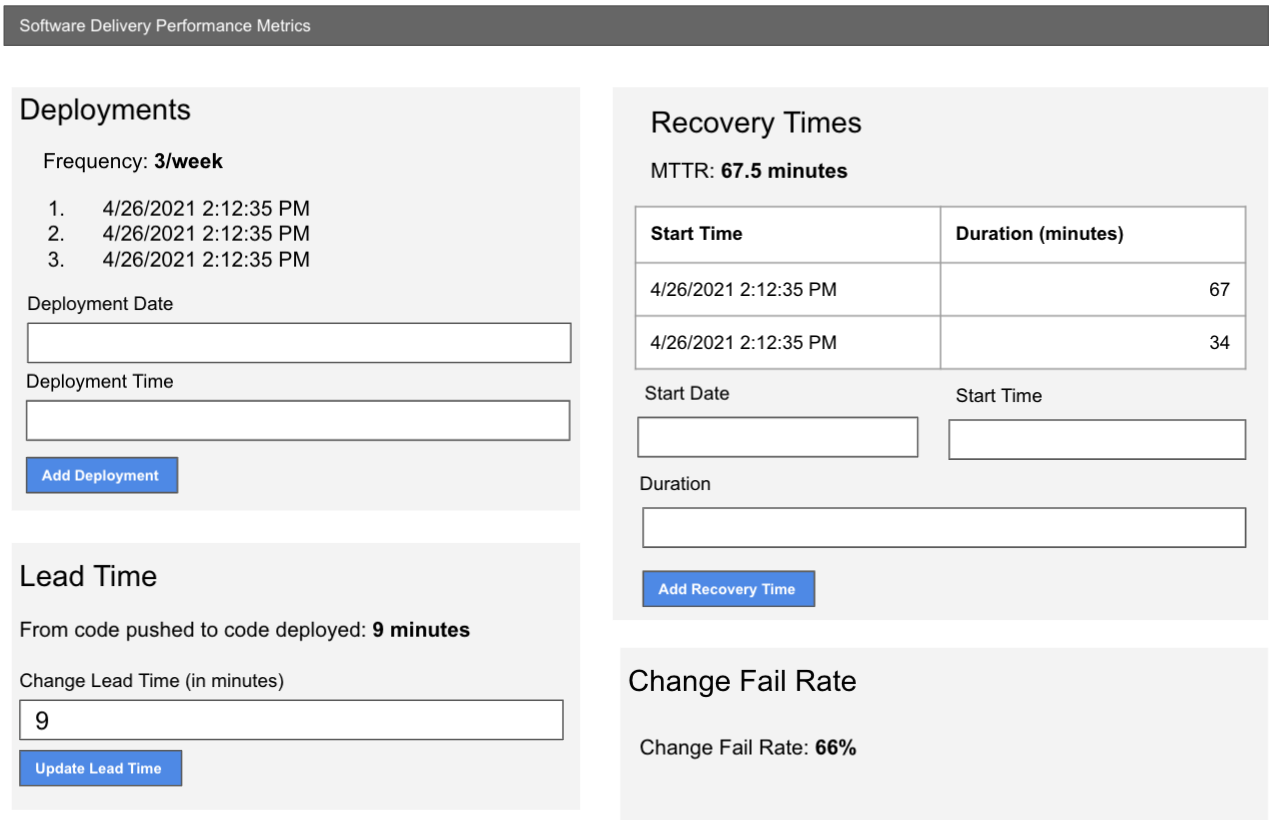 Software Delivery Performance Metrics
Deployments
Frequency: 3/week
1. 4/26/2021 2:12:35 PM
2. 4/26/2021 2:12:35 PM
3. 4/26/2021 2:12:35 PM
Deployment Date
Deployment Time
Add Deployment
Lead Time
From code pushed to code deployed: 9 minutes
Change Lead Time (in minutes)
9
Update Lead Time
Recovery Times
MTTR: 67.5 minutes
Start Time Duration (minutes)
4/26/2021 2:12:35 PM 67
4/26/2021 2:12:35 PM 34
Start Date Start Time
Duration
Add Recovery Time
Change Fail Rate
Change Fail Rate: 66%